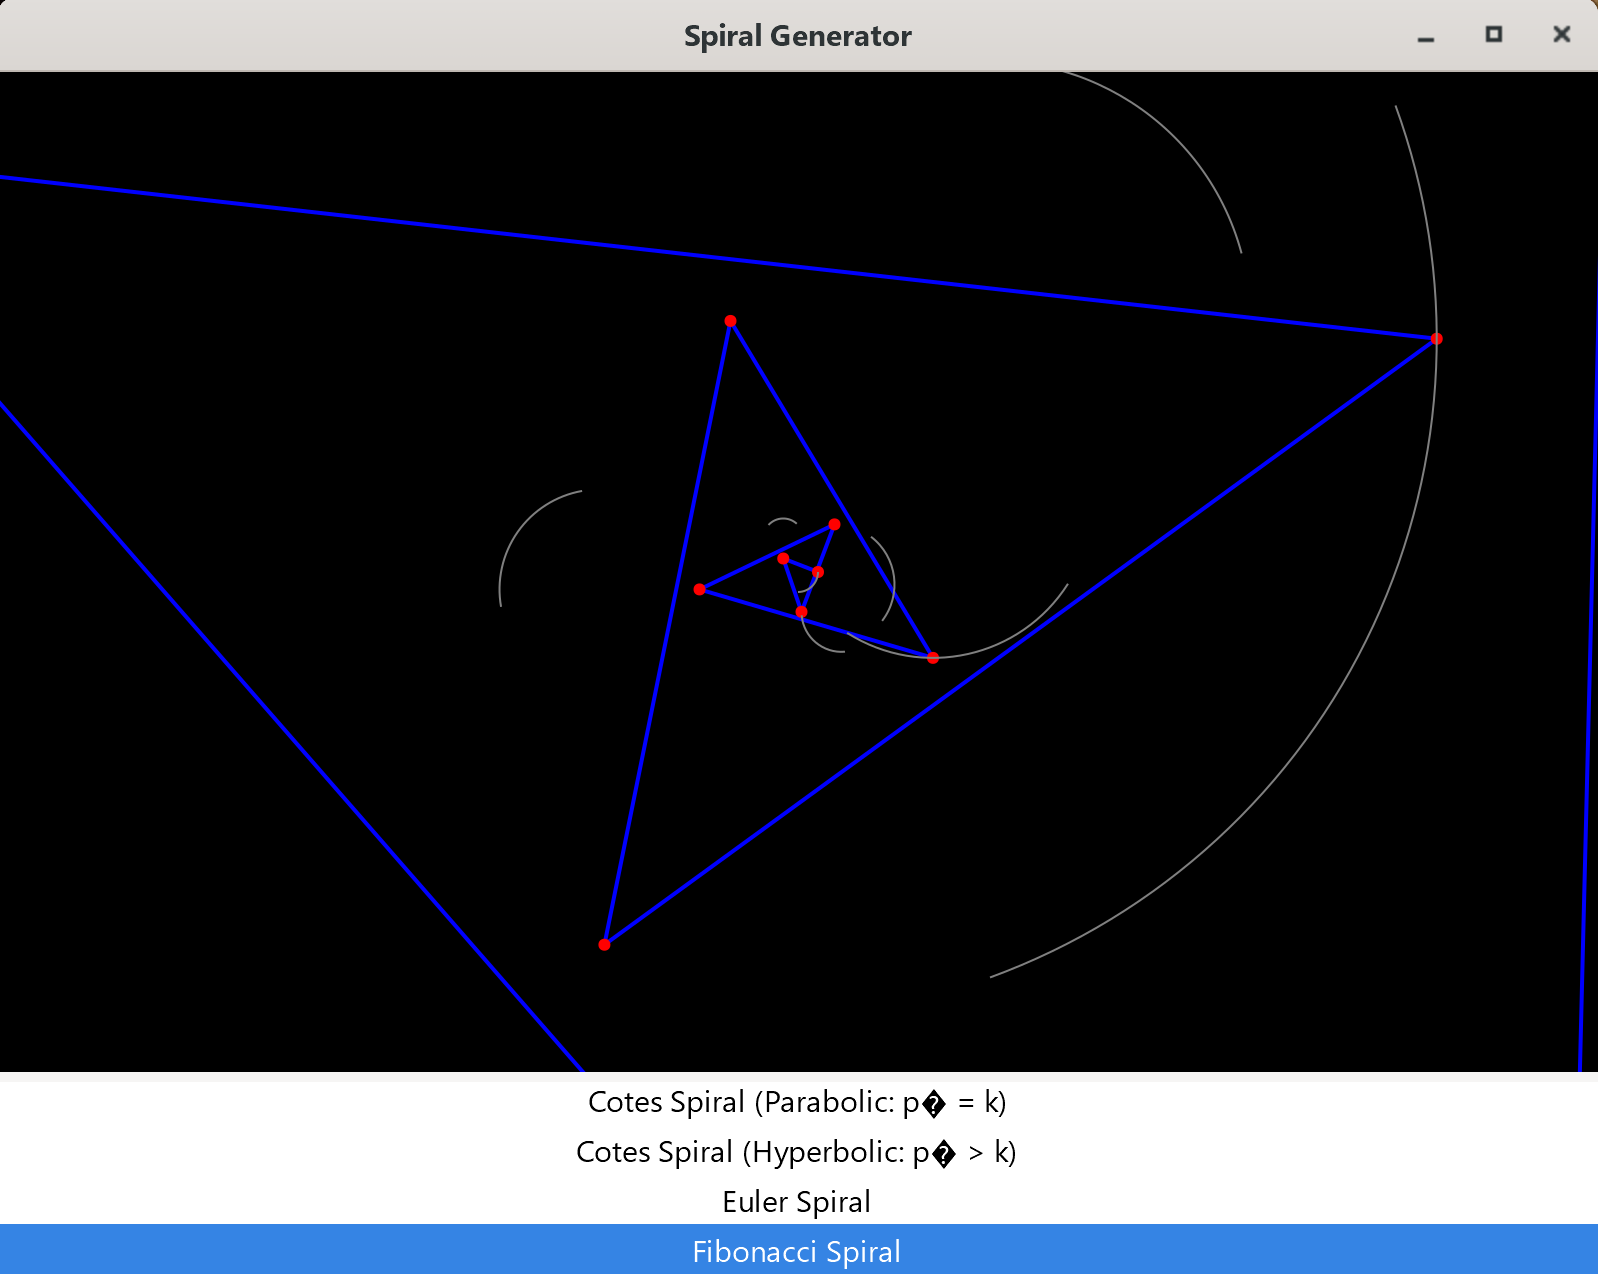 Spiral Generator
Cotes Spiral (Parabolic: p� = k)
Cotes Spiral (Hyperbolic: p� > k)
Euler Spiral
Fibonacci Spiral